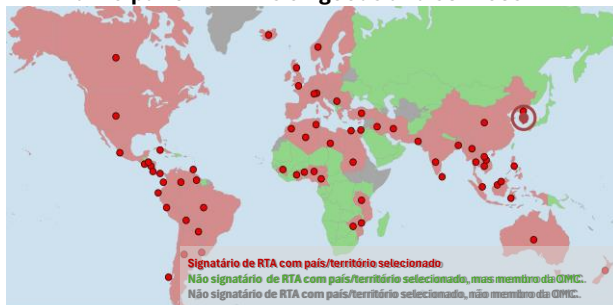 Signatário de RTA com país/território selecionado
Não signatário de RTA com país/território selecionado, mas membro da OMC.
Não signatário de RTA com país/território selecionado, não membro da OMC.